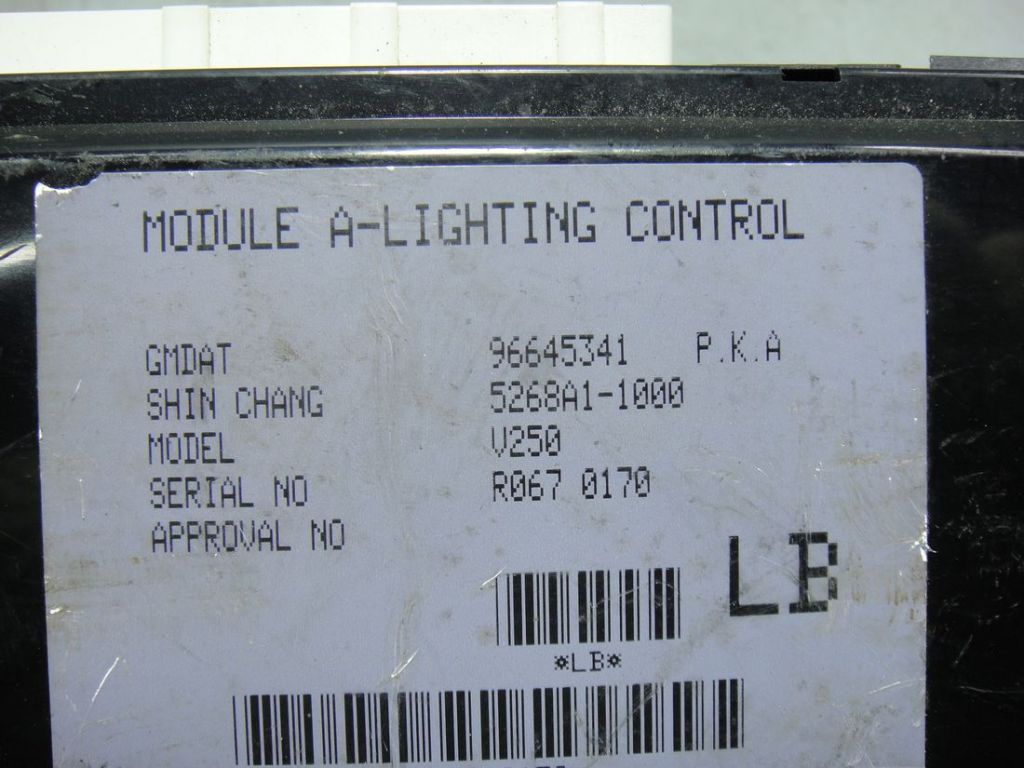 MODULE A-LIGHTING CONTROL
GMDAT 96645341 P.K.A
SHIN CHANG 5268A1-1000
MODEL V250
SERIAL NO R067 0170
APPROVAL NO
LB
*LB*